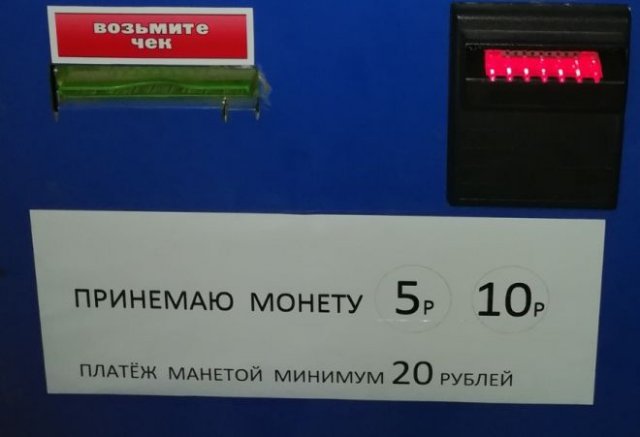 возьмите
чек
ПРИНЕМАЮ МОНЕТУ 5Р 10Р
ПЛАТЁЖ МАНЕТОЙ МИНИМУМ 20 РУБЛЕЙ